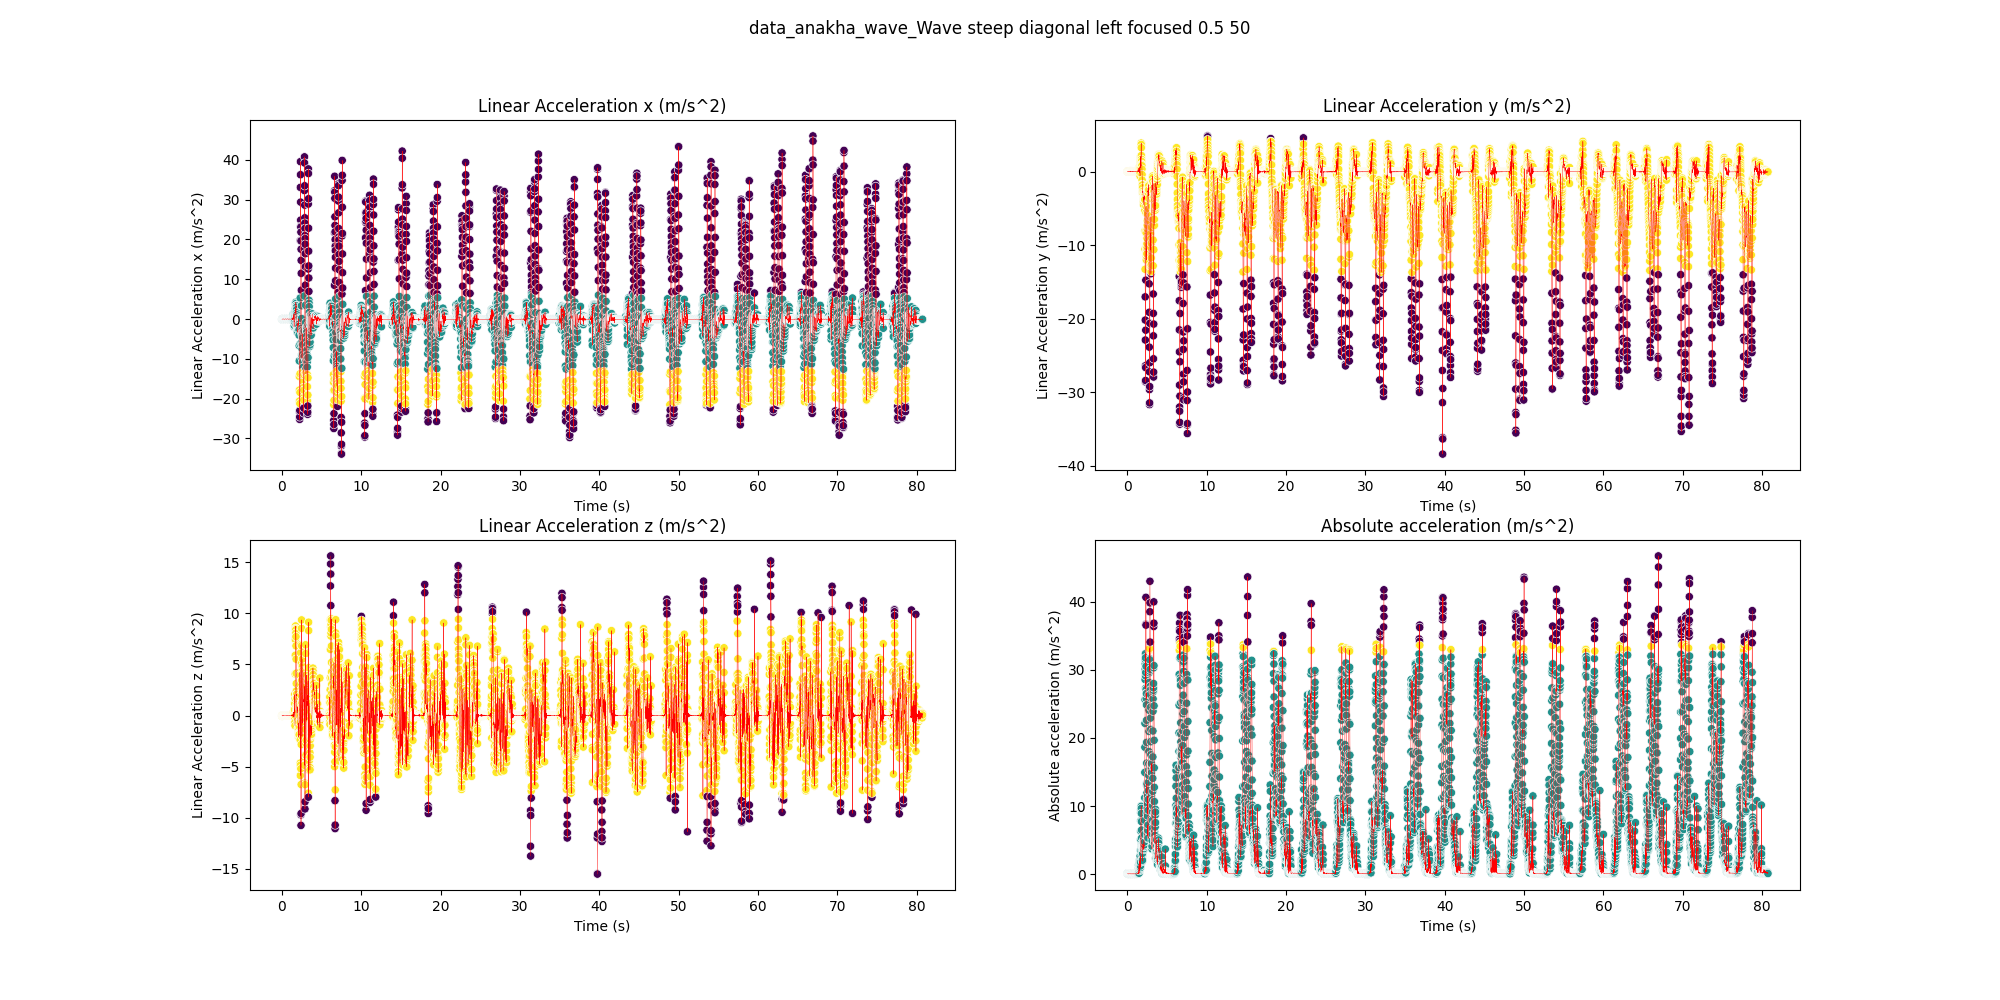 data_anakha_wave_Wave steep diagonal left focused 0.5 50
Linear Acceleration x (m/s^2)
Linear Acceleration x (m/s^2)
40
30
20
10
0
−10
−20
−30
0 10 20 30 40 50 60 70 80
Time (s)
Linear Acceleration y (m/s^2)
Linear Acceleration y (m/s^2)
0
−10
−20
−30
−40
0 10 20 30 40 50 60 70 80
Time (s)
Linear Acceleration z (m/s^2)
Linear Acceleration z (m/s^2)
15
10
5
0
−5
−10
−15
0 10 20 30 40 50 60 70 80
Time (s)
Absolute acceleration (m/s^2)
Absolute acceleration (m/s^2)
40
30
20
10
0
0 10 20 30 40 50 60 70 80
Time (s)